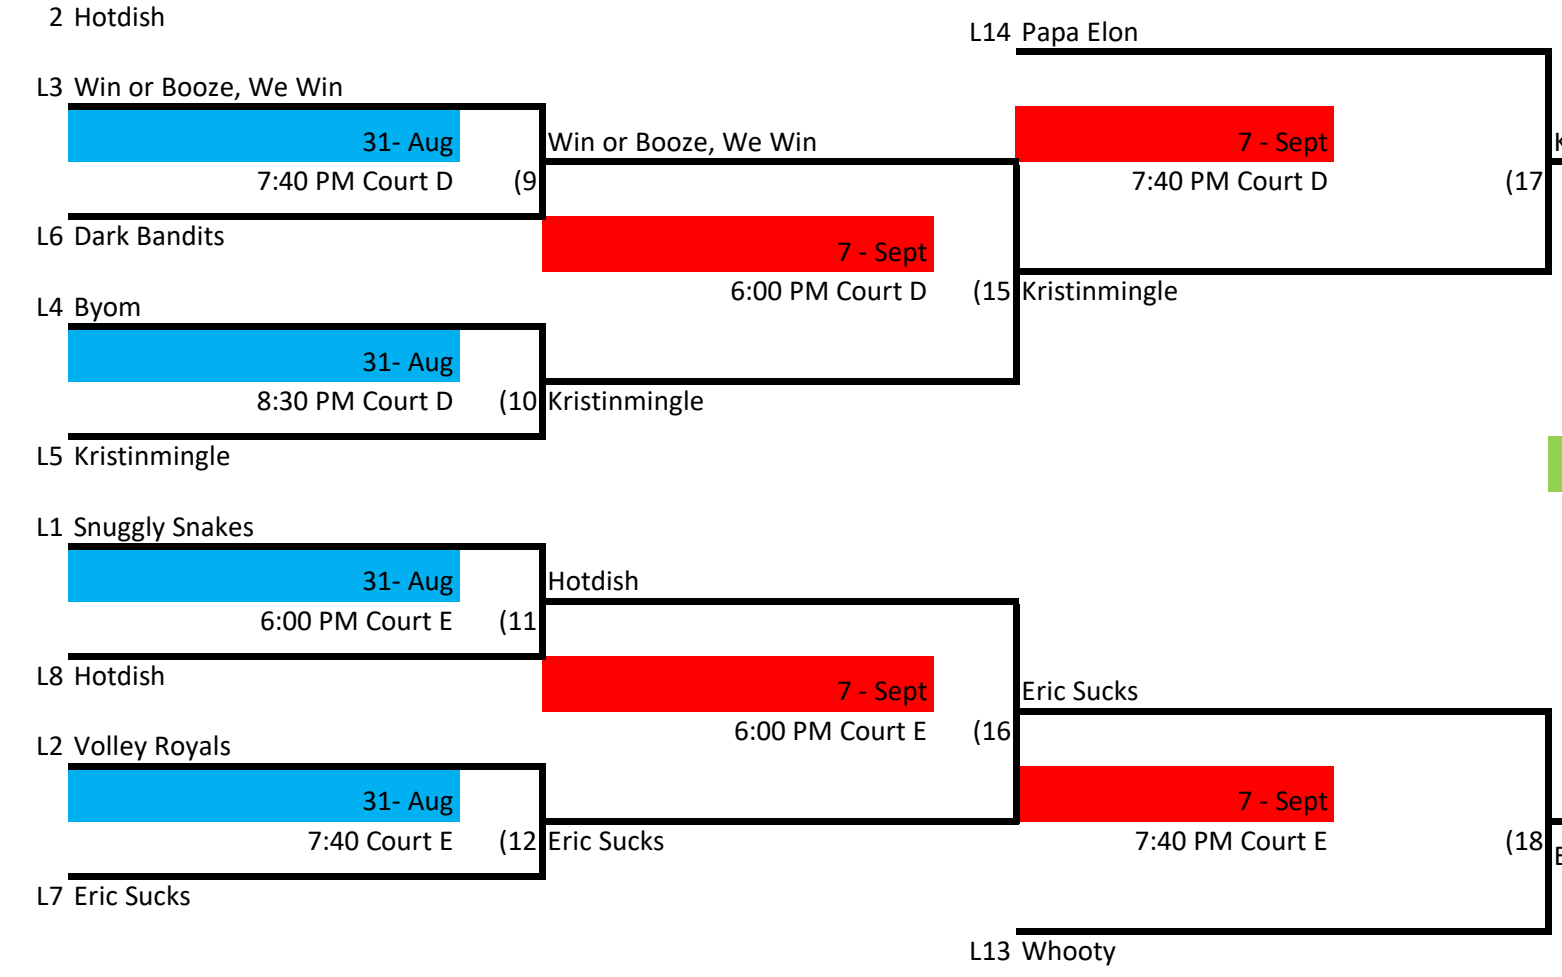 2 Hotdish
L14 Papa Elon
L3 Win or Booze, We Win
31- Aug
Win or Booze, We Win
7 - Sept
K
7:40 PM Court D (9
7:40 PM Court D (17
L6 Dark Bandits
7 - Sept
6:00 PM Court D (15 Kristinmingle
L4 Byom
31- Aug
8:30 PM Court D (10 Kristinmingle
L5 Kristinmingle
L1 Snuggly Snakes
31- Aug
Hotdish
6:00 PM Court E (11
L8 Hotdish
7 - Sept
Eric Sucks
6:00 PM Court E (16
L2 Volley Royals
31- Aug
7 - Sept
7:40 Court E (12 Eric Sucks
7:40 PM Court E (18
E
L7 Eric Sucks
L13 Whooty